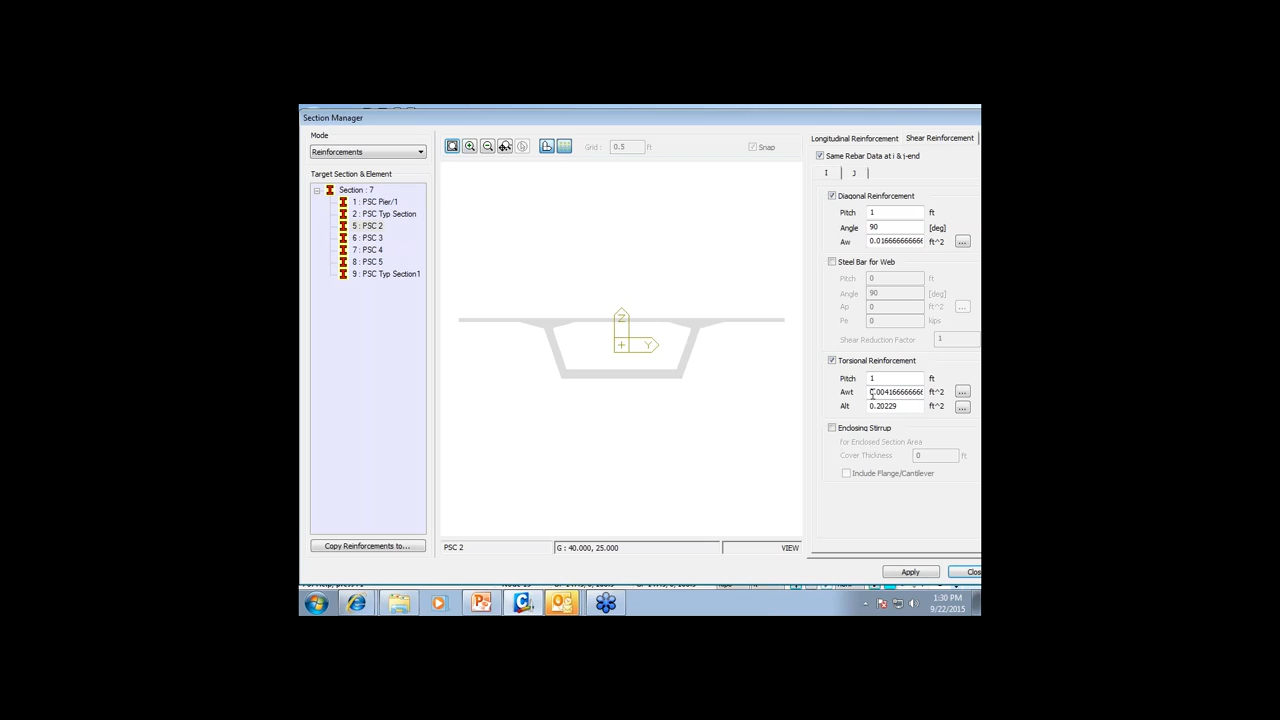 Section Manager
Mode
Reinforcements
Target Section & Element
Section : 7
1 : PSC Pier/1
2 : PSC Typ Section
5 : PSC 2
6 : PSC 3
7 : PSC 4
8 : PSC 5
9 : PSC Typ Section1
Copy Reinforcements to...
Grid : 0.5 ft
Snap
Z
Y
PSC 2
G : 40.000, 25.000
VIEW
Longitudinal Reinforcement Shear Reinforcement
Same Rebar Data at i & j-end
I J
Diagonal Reinforcement
Pitch 1 ft
Angle 90 [deg]
Aw 0.01666666666 ft^2 ...
Steel Bar for Web
Pitch 0 ft
Angle 90 [deg]
Ap 0 ft^2 ...
Pe 0 kips
Shear Reduction Factor 1
Torsional Reinforcement
Pitch 1 ft
Awt 0.00416666666 ft^2 ...
Alt 0.20229 ft^2 ...
Enclosing Stirrup
for Enclosed Section Area
Cover Thickness 0 ft
Include Flange/Cantilever
Apply Clos
1:30 PM
9/22/2015